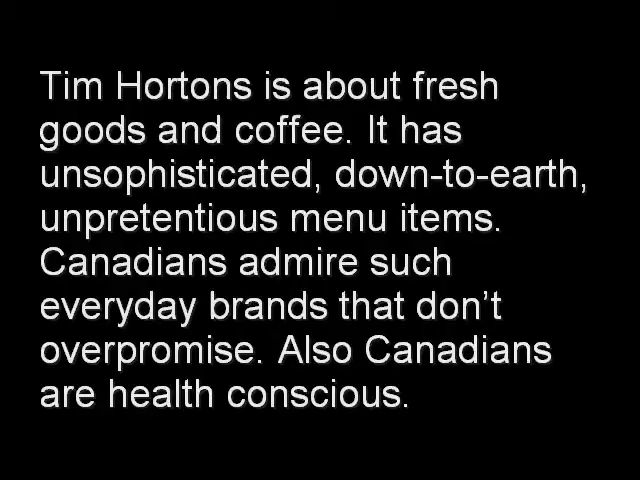 Tim Hortons is about fresh
goods and coffee. It has
unsophisticated, down-to-earth,
unpretentious menu items.
Canadians admire such
everyday brands that don’t
overpromise. Also Canadians
are health conscious.